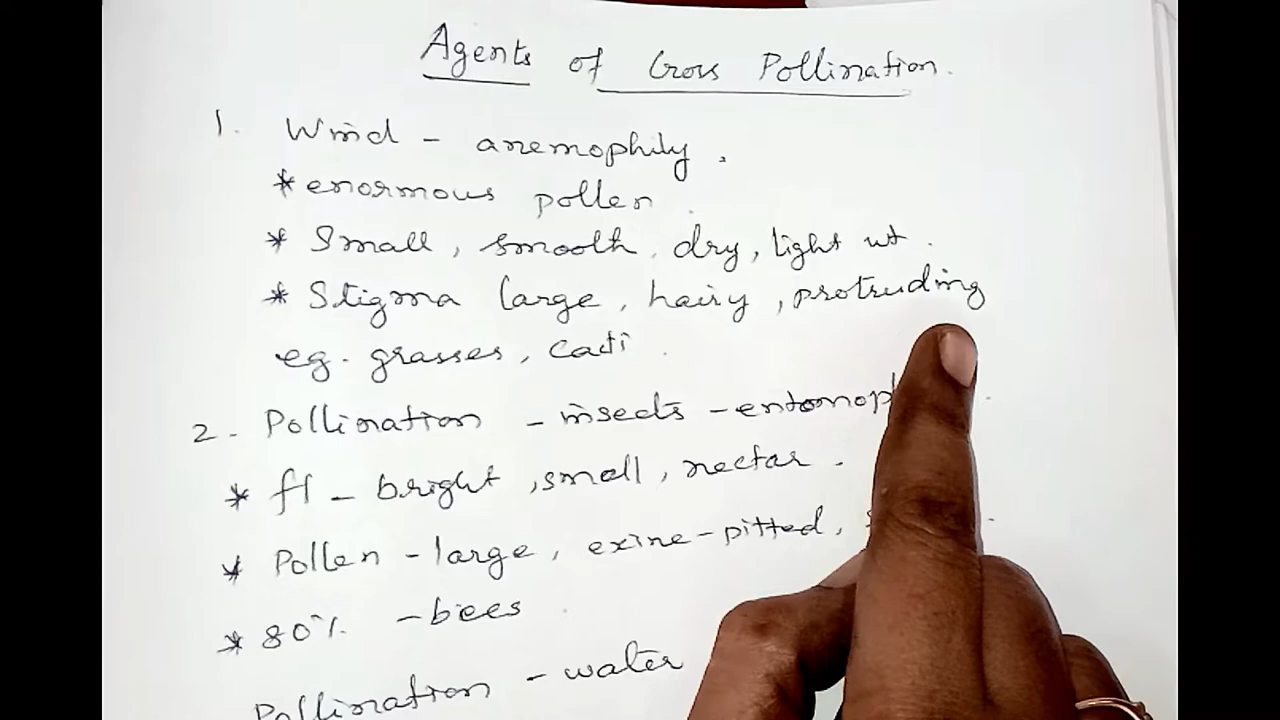 Agents of Cross Pollination.
1. Wind - anemophily.
* enormous pollen.
* Small, smooth, dry, light wt.
* Stigma large, hairy, protruding
eg. grasses, cacti.
2. Pollination - insects - entomoph
* fl - bright, small, nectar.
* Pollen - large, exine - pitted,
* 80% - bees
Pollination - water